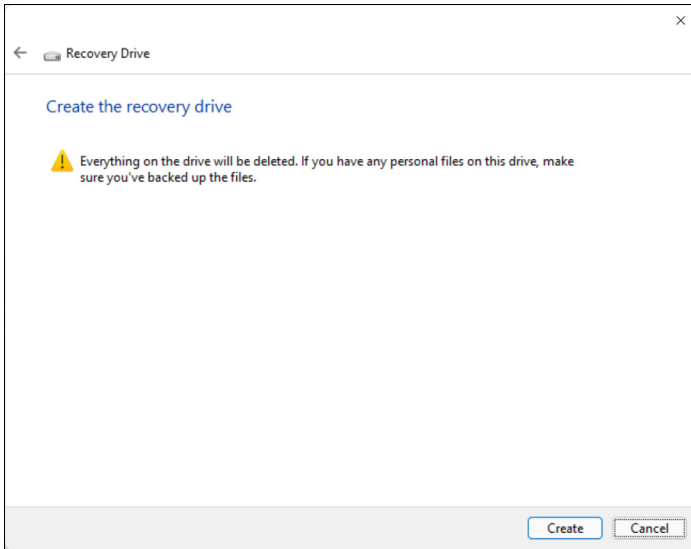 Recovery Drive
Create the recovery drive
Everything on the drive will be deleted. If you have any personal files on this drive, make
sure you've backed up the files.
Create
Cancel